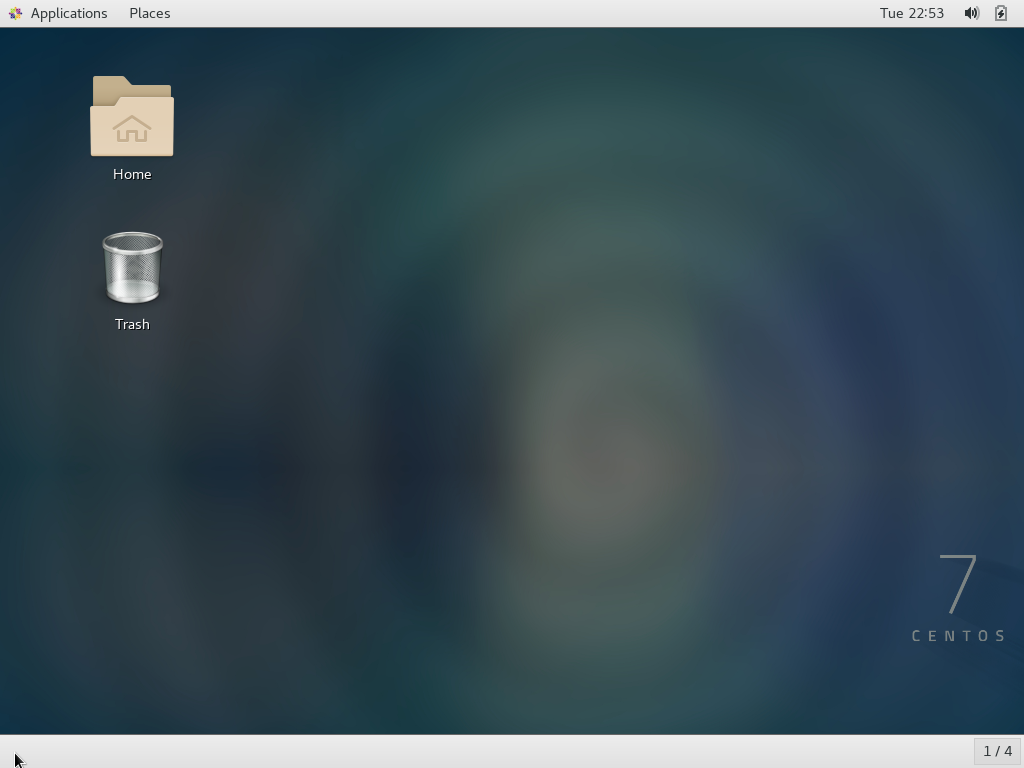 Applications Places Tue 22:53
Home
Trash
7
CENTOS
1 / 4